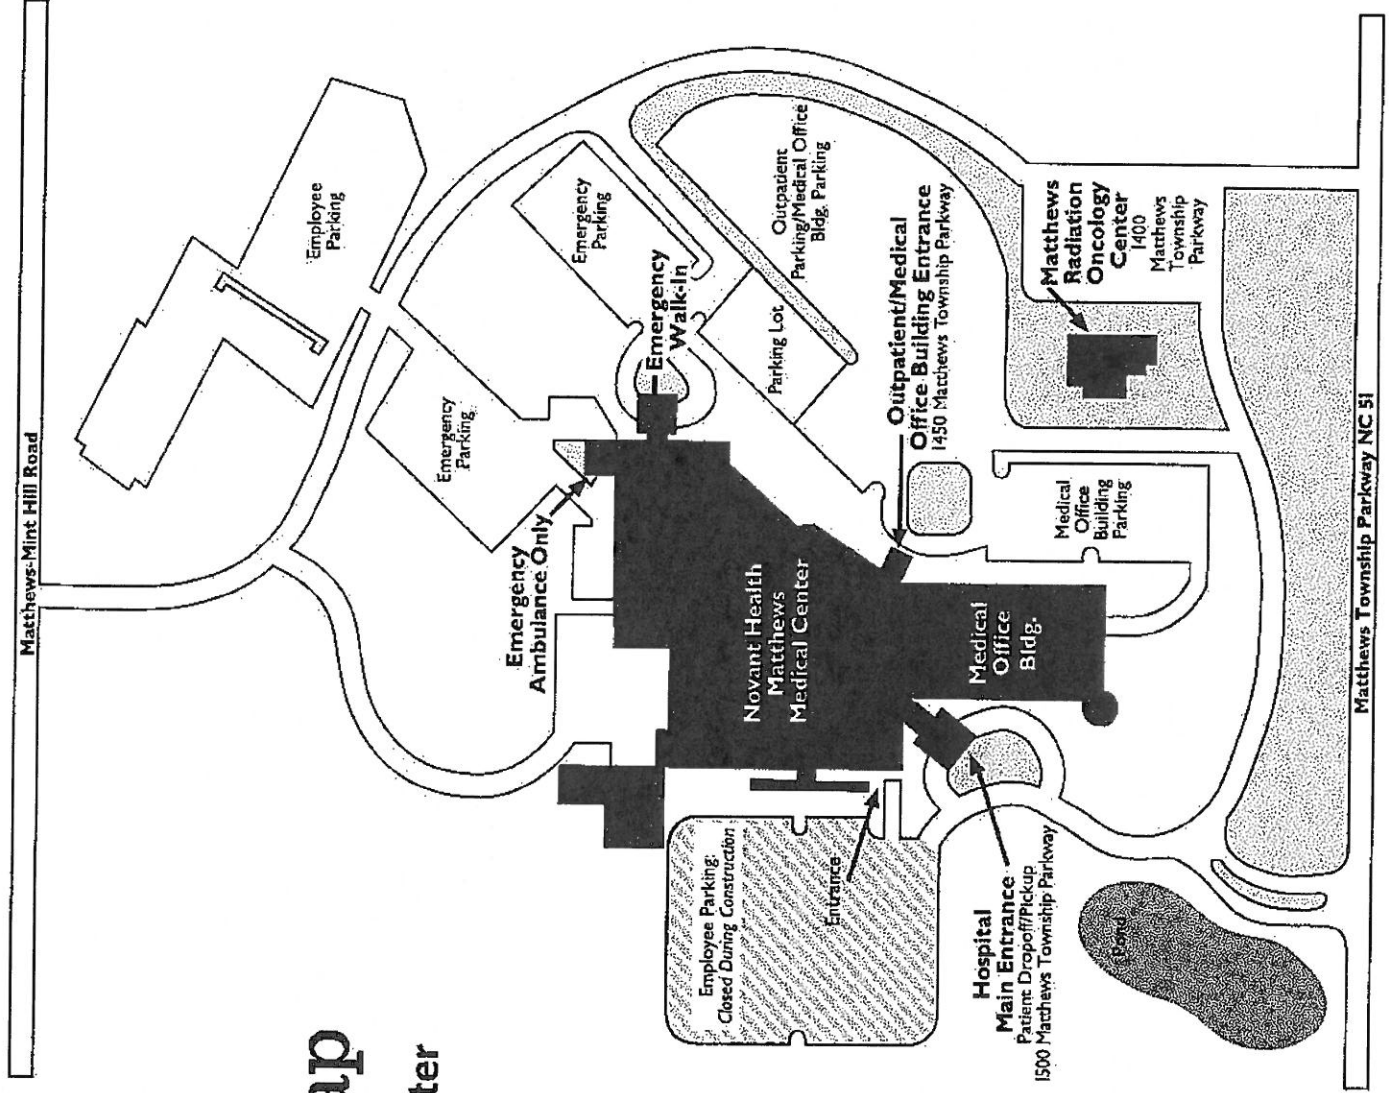 Matthews-Mint Hill Road
Employee
Parking
Emergency
Parking
Emergency
Parking
Emergency
Walk-In
Emergency
Ambulance Only
Outpatient
Parking/Medical Office
Bldg. Parking
Parking Lot
Outpatient/Medical
Office Building Entrance
1450 Matthews Township Parkway
Matthews
Radiation
Oncology
Center
1400
Matthews
Township
Parkway
Medical
Office
Building
Parking
Novant Health
Matthews
Medical Center
Medical
Office
Bldg.
Employee Parking:
Closed During Construction
Entrance
Hospital
Main Entrance
Patient Dropoff/Pickup
1500 Matthews Township Parkway
Pond
Matthews Township Parkway NC 51
ap
ter